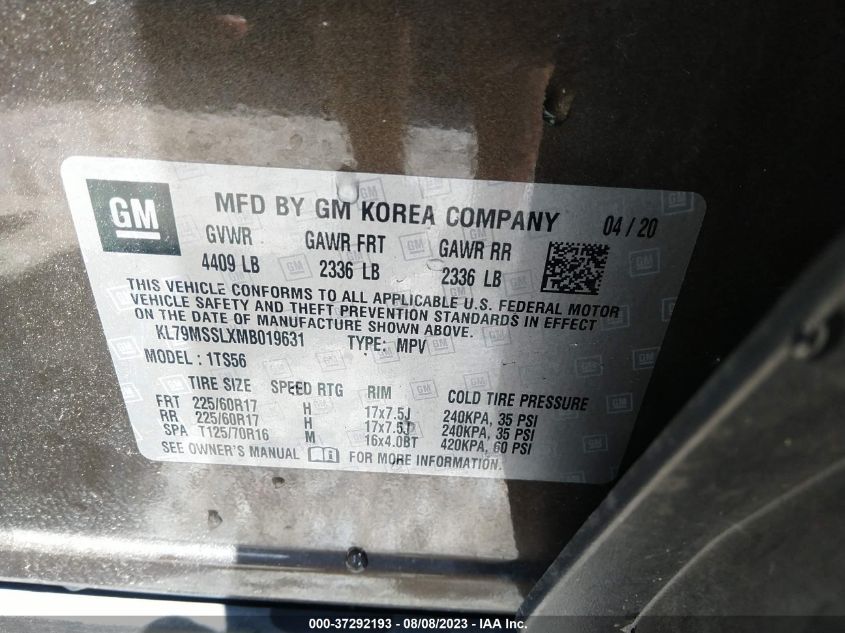 GM MFD BY GM KOREA COMPANY 04 / 20
GVWR GAWR FRT GAWR RR
4409 LB 2336 LB 2336 LB
THIS VEHICLE CONFORMS TO ALL APPLICABLE U.S. FEDERAL MOTOR
VEHICLE SAFETY AND THEFT PREVENTION STANDARDS IN EFFECT
ON THE DATE OF MANUFACTURE SHOWN ABOVE.
KL79MSSLXMB019631 TYPE: MPV
MODEL : 1TS56
TIRE SIZE SPEED RTG RIM COLD TIRE PRESSURE
FRT 225/60R17 H 17x7.5J 240KPA, 35 PSI
RR 225/60R17 H 17x7.5J 240KPA, 35 PSI
SPA T125/70R16 M 16x4.0BT 420KPA, 60 PSI
SEE OWNER'S MANUAL FOR MORE INFORMATION.
000-37292193 - 08/08/2023 - IAA Inc.